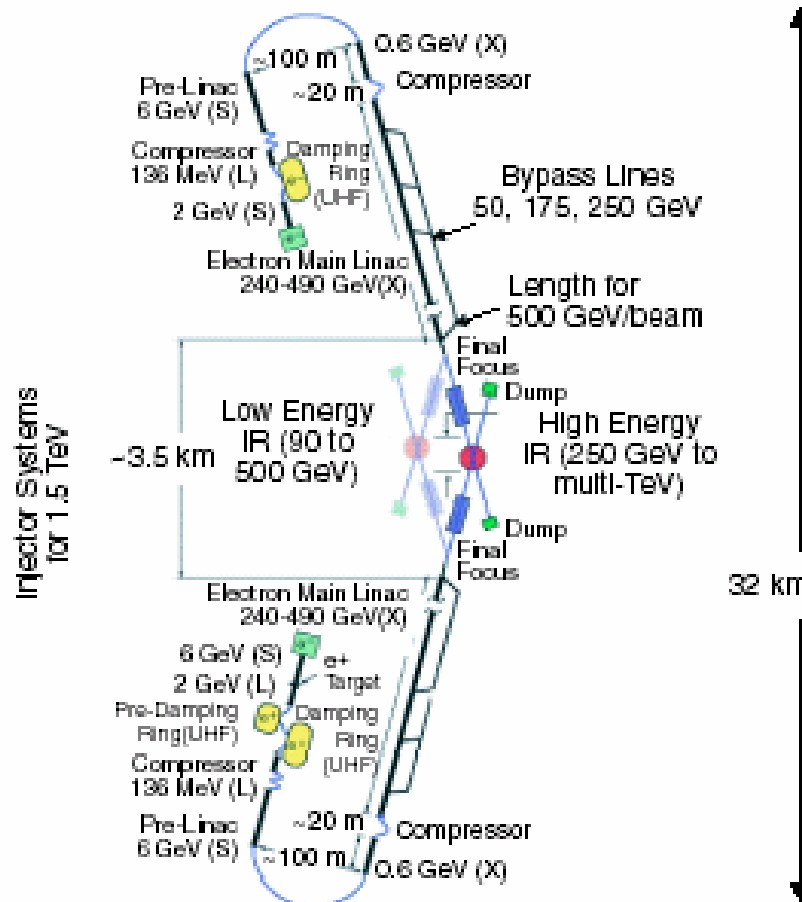 0.6 GeV (X)
~100 m
Compressor
Pre-Linac
6 GeV (S)
~20 m
Compressor
136 MeV (L)
Damping
Ring
(UHF)
Bypass Lines
50, 175, 250 GeV
2 GeV (S)
e-
e-
Electron Main Linac
240-490 GeV(X)
Length for
500 GeV/beam
Final
Focus
Dump
Low Energy
IR (90 to
500 GeV)
High Energy
IR (250 GeV to
multi-TeV)
~3.5 km
Injector Systems
for 1.5 TeV
Dump
Final
Focus
32 km
Electron Main Linac
240-490 GeV(X)
6 GeV (S)
e+
Target
2 GeV (L)
Pre-Damping
Ring(UHF)
e+
Damping
Ring
(UHF)
Compressor
136 MeV (L)
Pre-Linac
6 GeV (S)
~20 m
Compressor
~100 m
0.6 GeV (X)